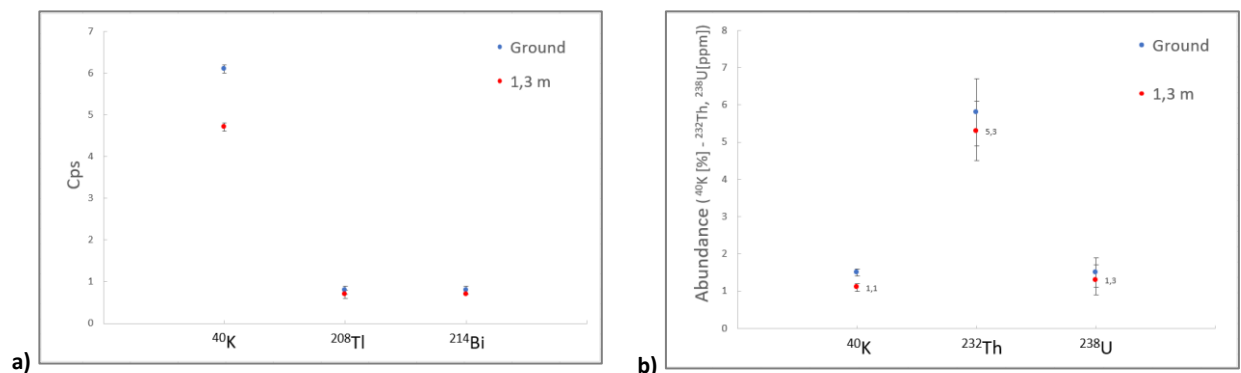 7
6
5
4
3
2
1
0
Cps
Ground
1,3 m
⁴⁰K ²⁰⁸Tl ²¹⁴Bi
a)
8
7
6
5
4
3
2
1
0
Abundance ( ⁴⁰K [%] - ²³²Th, ²³⁸U[ppm])
Ground
1,3 m
5,3
1,1
1,3
⁴⁰K ²³²Th ²³⁸U
b)